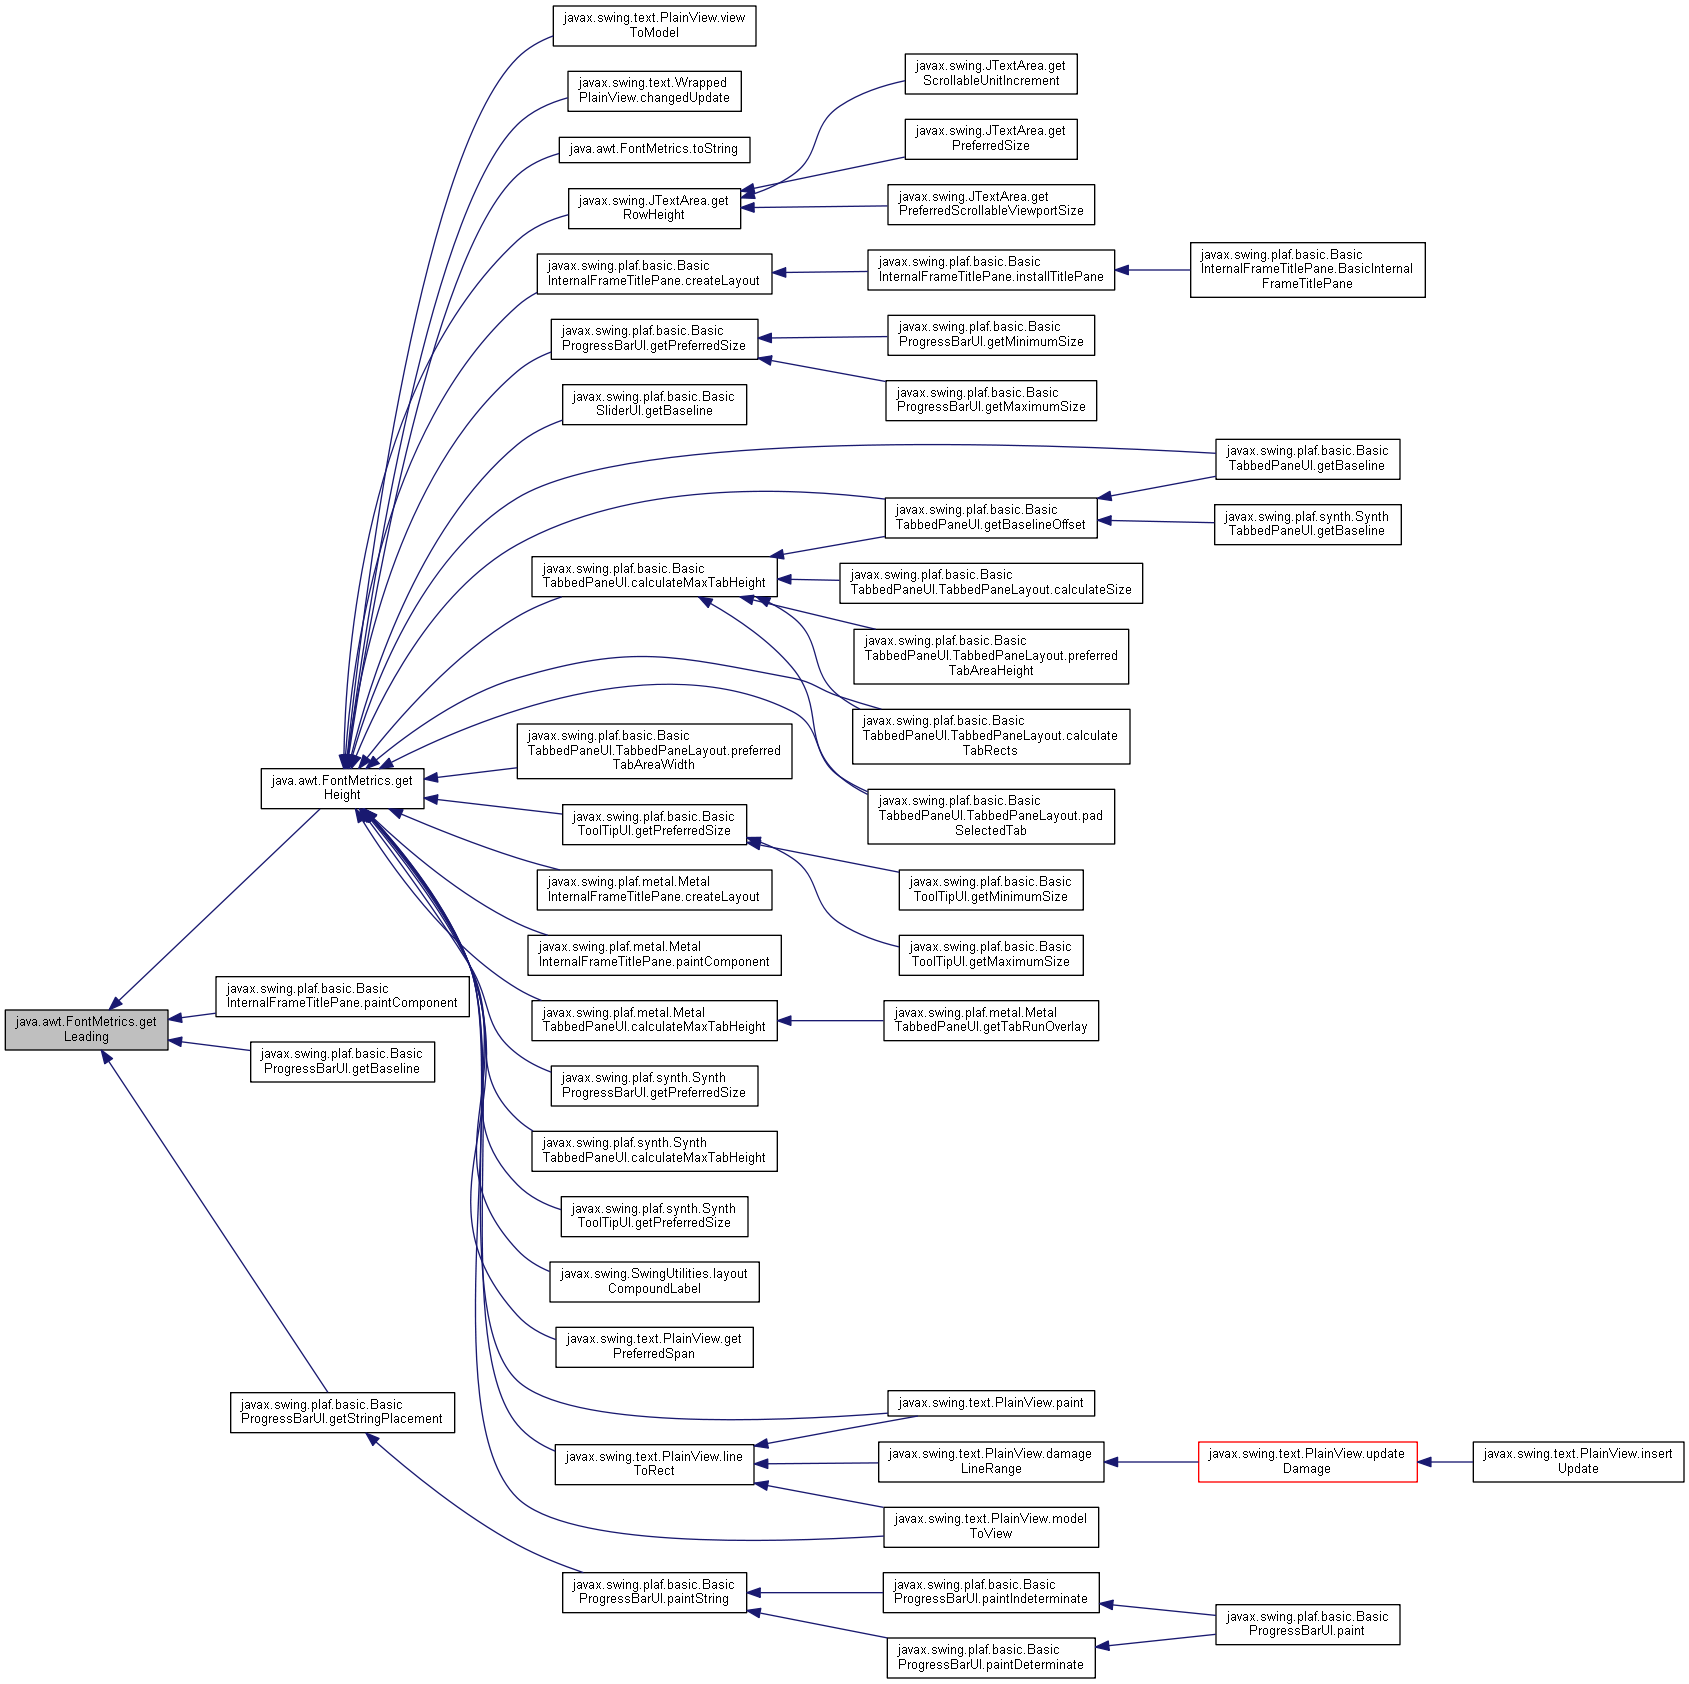 javax.swing.text.PlainView.view
ToModel
javax.swing.text.Wrapped
PlainView.changedUpdate
java.awt.FontMetrics.toString
javax.swing.JTextArea.get
RowHeight
javax.swing.JTextArea.get
ScrollableUnitIncrement
javax.swing.JTextArea.get
PreferredSize
javax.swing.JTextArea.get
PreferredScrollableViewportSize
javax.swing.plaf.basic.Basic
InternalFrameTitlePane.createLayout
javax.swing.plaf.basic.Basic
InternalFrameTitlePane.installTitlePane
javax.swing.plaf.basic.Basic
InternalFrameTitlePane.BasicInternal
FrameTitlePane
javax.swing.plaf.basic.Basic
ProgressBarUI.getPreferredSize
javax.swing.plaf.basic.Basic
ProgressBarUI.getMinimumSize
javax.swing.plaf.basic.Basic
ProgressBarUI.getMaximumSize
javax.swing.plaf.basic.Basic
SliderUI.getBaseline
javax.swing.plaf.basic.Basic
TabbedPaneUI.getBaseline
javax.swing.plaf.basic.Basic
TabbedPaneUI.getBaselineOffset
javax.swing.plaf.synth.Synth
TabbedPaneUI.getBaseline
javax.swing.plaf.basic.Basic
TabbedPaneUI.calculateMaxTabHeight
javax.swing.plaf.basic.Basic
TabbedPaneUI.TabbedPaneLayout.calculateSize
javax.swing.plaf.basic.Basic
TabbedPaneUI.TabbedPaneLayout.preferred
TabAreaHeight
javax.swing.plaf.basic.Basic
TabbedPaneUI.TabbedPaneLayout.calculate
TabRects
javax.swing.plaf.basic.Basic
TabbedPaneUI.TabbedPaneLayout.preferred
TabAreaWidth
java.awt.FontMetrics.get
Height
javax.swing.plaf.basic.Basic
TabbedPaneUI.TabbedPaneLayout.pad
SelectedTab
javax.swing.plaf.basic.Basic
ToolTipUI.getPreferredSize
javax.swing.plaf.basic.Basic
ToolTipUI.getMinimumSize
javax.swing.plaf.metal.Metal
InternalFrameTitlePane.createLayout
javax.swing.plaf.basic.Basic
ToolTipUI.getMaximumSize
javax.swing.plaf.metal.Metal
InternalFrameTitlePane.paintComponent
javax.swing.plaf.basic.Basic
InternalFrameTitlePane.paintComponent
java.awt.FontMetrics.get
Leading
javax.swing.plaf.metal.Metal
TabbedPaneUI.calculateMaxTabHeight
javax.swing.plaf.metal.Metal
TabbedPaneUI.getTabRunOverlay
javax.swing.plaf.basic.Basic
ProgressBarUI.getBaseline
javax.swing.plaf.synth.Synth
ProgressBarUI.getPreferredSize
javax.swing.plaf.synth.Synth
TabbedPaneUI.calculateMaxTabHeight
javax.swing.plaf.synth.Synth
ToolTipUI.getPreferredSize
javax.swing.SwingUtilities.layout
CompoundLabel
javax.swing.text.PlainView.get
PreferredSpan
javax.swing.plaf.basic.Basic
ProgressBarUI.getStringPlacement
javax.swing.text.PlainView.paint
javax.swing.text.PlainView.line
ToRect
javax.swing.text.PlainView.damage
LineRange
javax.swing.text.PlainView.update
Damage
javax.swing.text.PlainView.insert
Update
javax.swing.text.PlainView.model
ToView
javax.swing.plaf.basic.Basic
ProgressBarUI.paintString
javax.swing.plaf.basic.Basic
ProgressBarUI.paintIndeterminate
javax.swing.plaf.basic.Basic
ProgressBarUI.paint
javax.swing.plaf.basic.Basic
ProgressBarUI.paintDeterminate